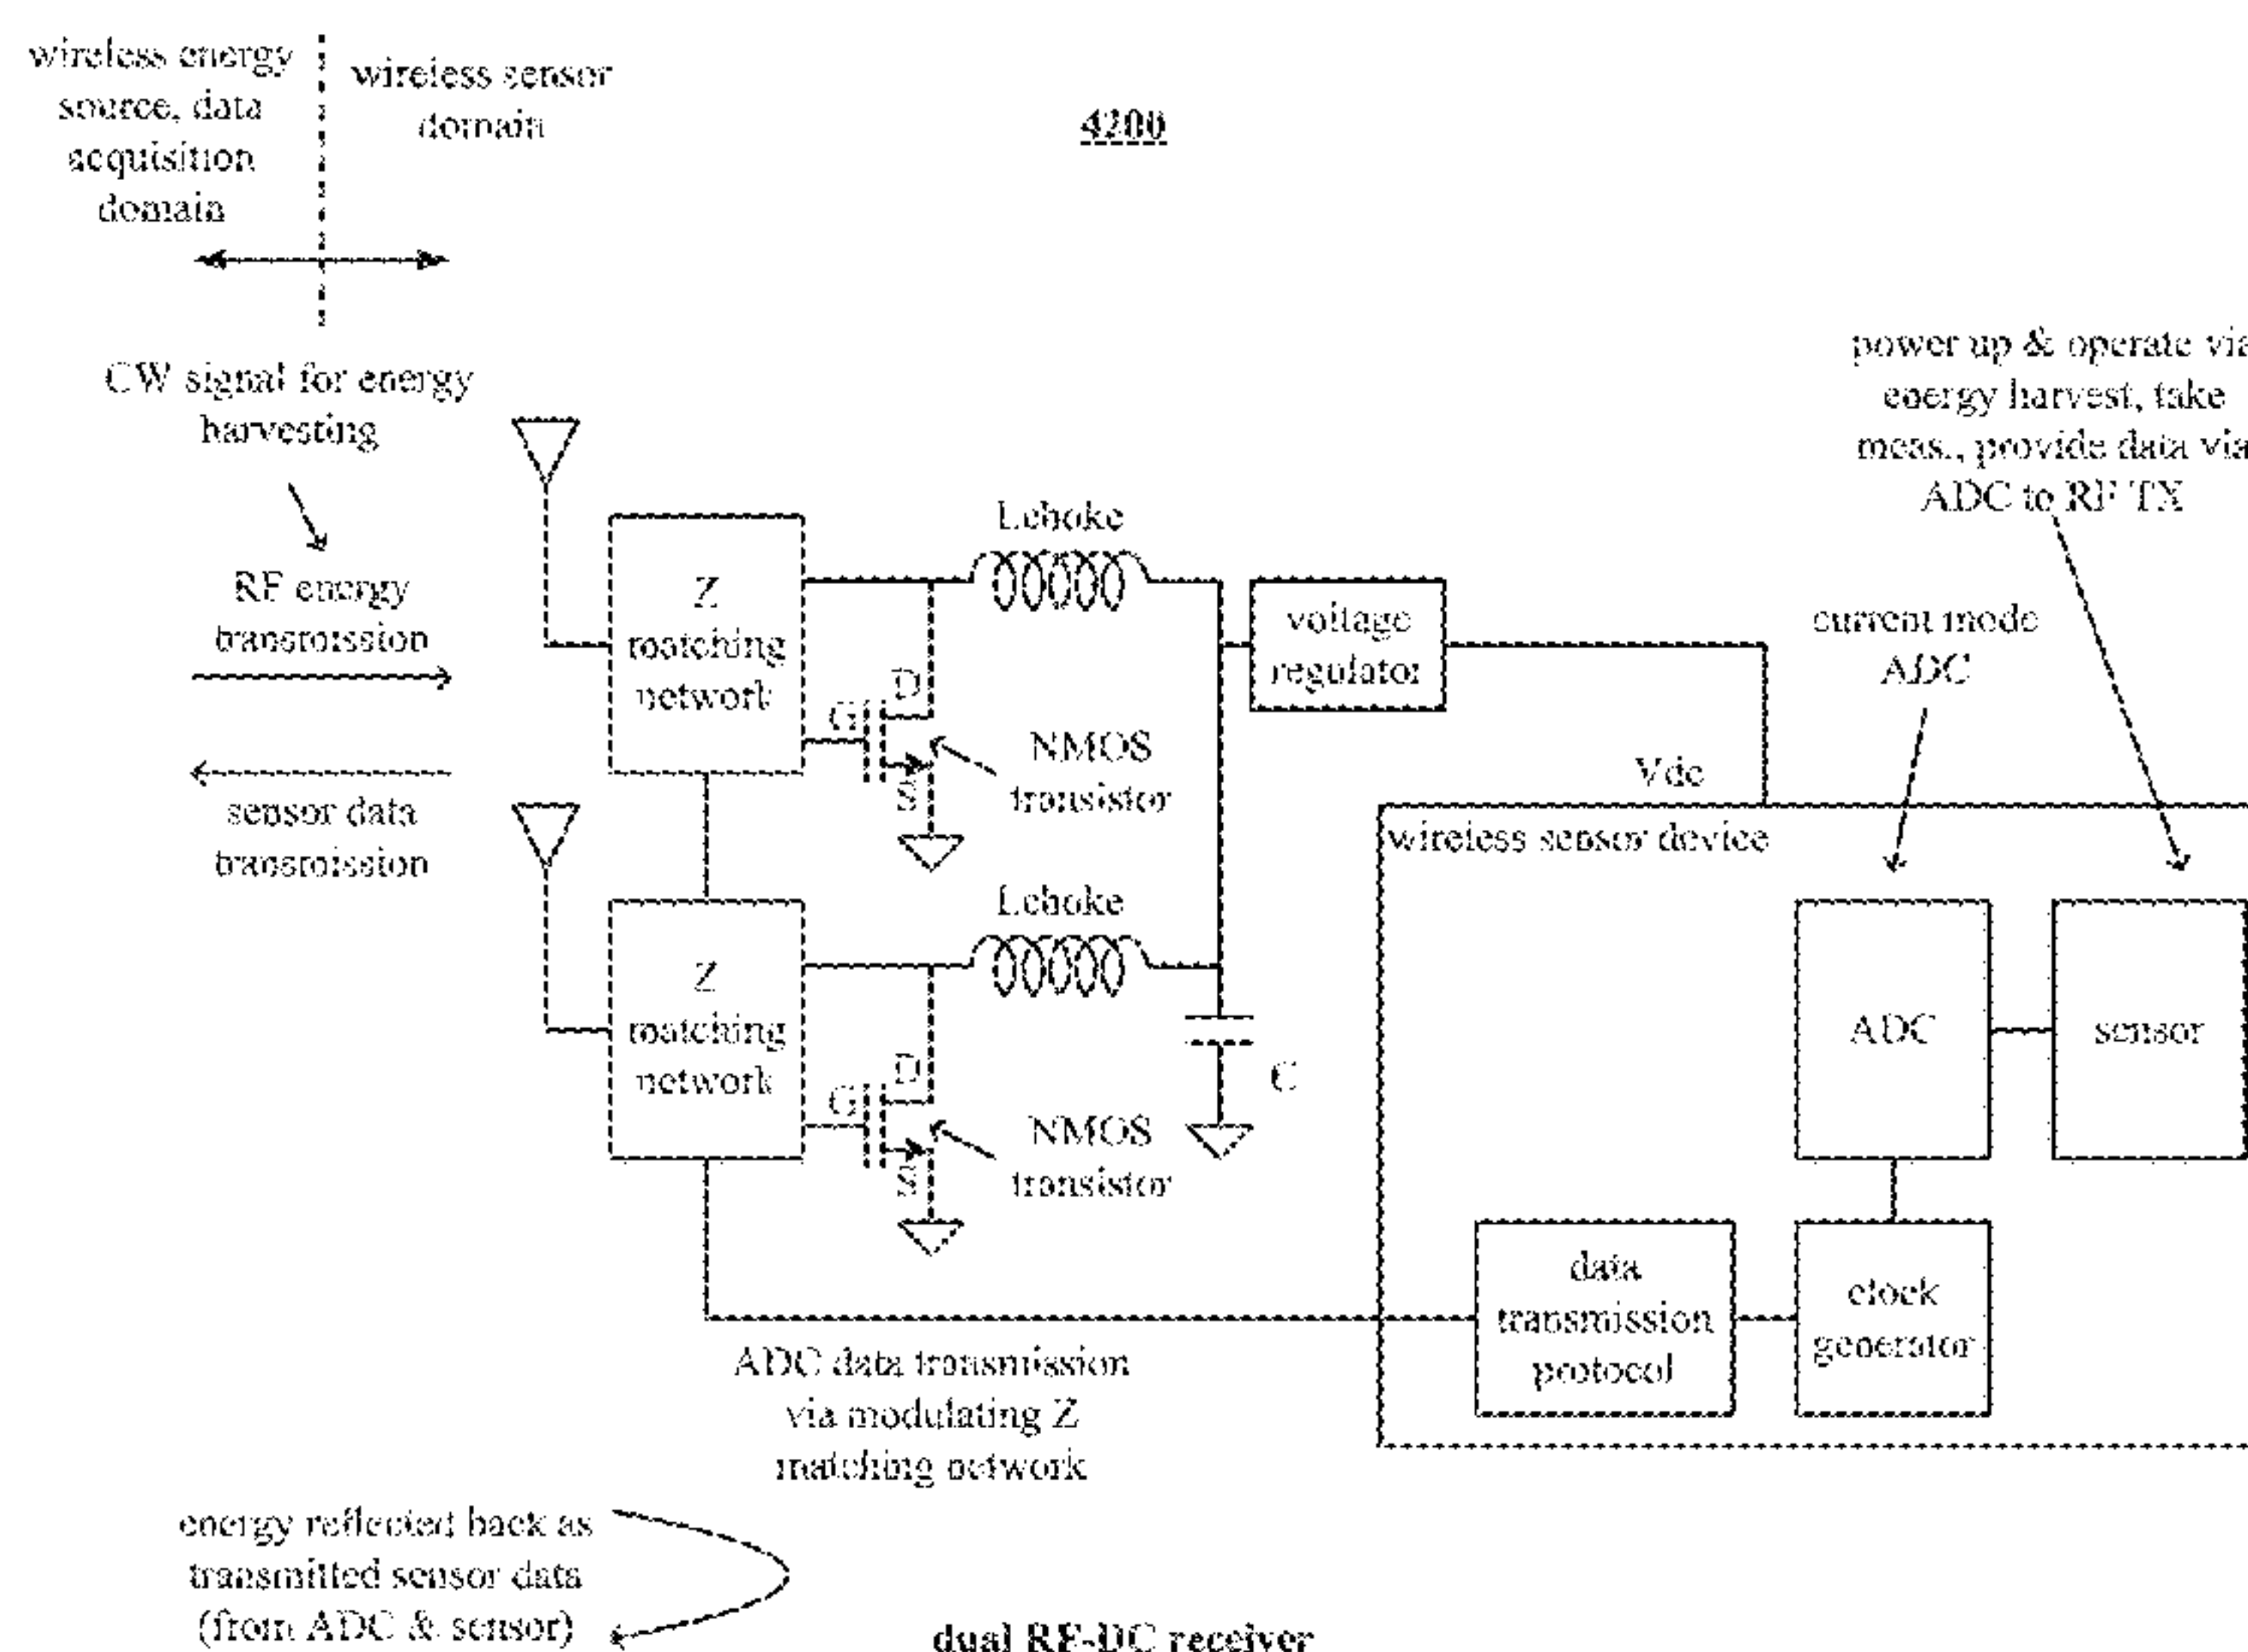 wireless energy
source, data
acquisition
domain
wireless sensor
domain
4200
CW signal for energy
harvesting
RF energy
transmission
sensor data
transmission
Z
matching
network
Lchoke
G
D
S
NMOS
transistor
voltage
regulator
Vdc
power up & operate via
energy harvest, take
meas., provide data via
ADC to RF TX
current mode
ADC
wireless sensor device
Z
matching
network
Lchoke
G
D
S
NMOS
transistor
C
ADC
sensor
data
transmission
protocol
clock
generator
ADC data transmission
via modulating Z
matching network
energy reflected back as
transmitted sensor data
(from ADC & sensor)
dual RF-DC receiver